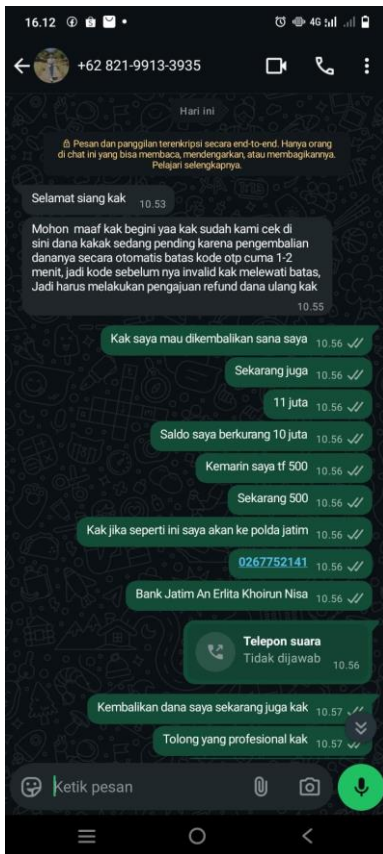 16.12
4G
+62 821-9913-3935
Hari ini
Pesan dan panggilan terenkripsi secara end-to-end. Hanya orang
di chat ini yang bisa membaca, mendengarkan, atau membagikannya.
Pelajari selengkapnya.
Selamat siang kak 10.53
Mohon maaf kak begini yaa kak sudah kami cek di
sini dana kakak sedang pending karena pengembalian
dananya secara otomatis batas kode otp cuma 1-2
menit, jadi kode sebelum nya invalid kak melewati batas,
Jadi harus melakukan pengajuan refund dana ulang kak
10.55
Kak saya mau dikembalikan sana saya 10.56
Sekarang juga 10.56
11 juta 10.56
Saldo saya berkurang 10 juta 10.56
Kemarin saya tf 500 10.56
Sekarang 500 10.56
Kak jika seperti ini saya akan ke polda jatim 10.56
0267752141 10.56
Bank Jatim An Erlita Khoirun Nisa 10.56
Telepon suara
Tidak dijawab 10.56
Kembalikan dana saya sekarang juga kak 10.57
Tolong yang profesional kak 10.57
Ketik pesan